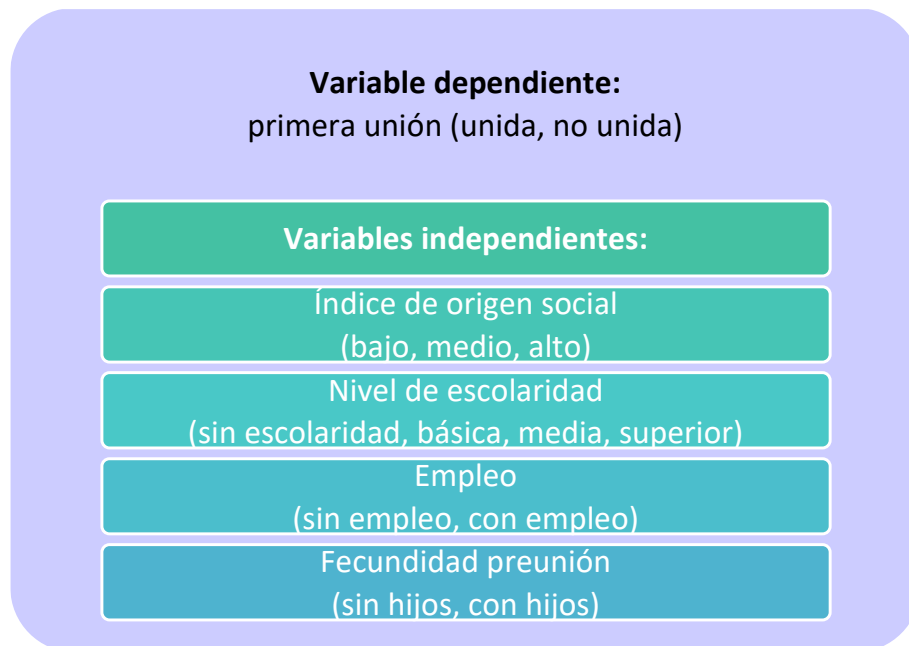 Variable dependiente:
primera unión (unida, no unida)
Variables independientes:
Índice de origen social
(bajo, medio, alto)
Nivel de escolaridad
(sin escolaridad, básica, media, superior)
Empleo
(sin empleo, con empleo)
Fecundidad preunión
(sin hijos, con hijos)